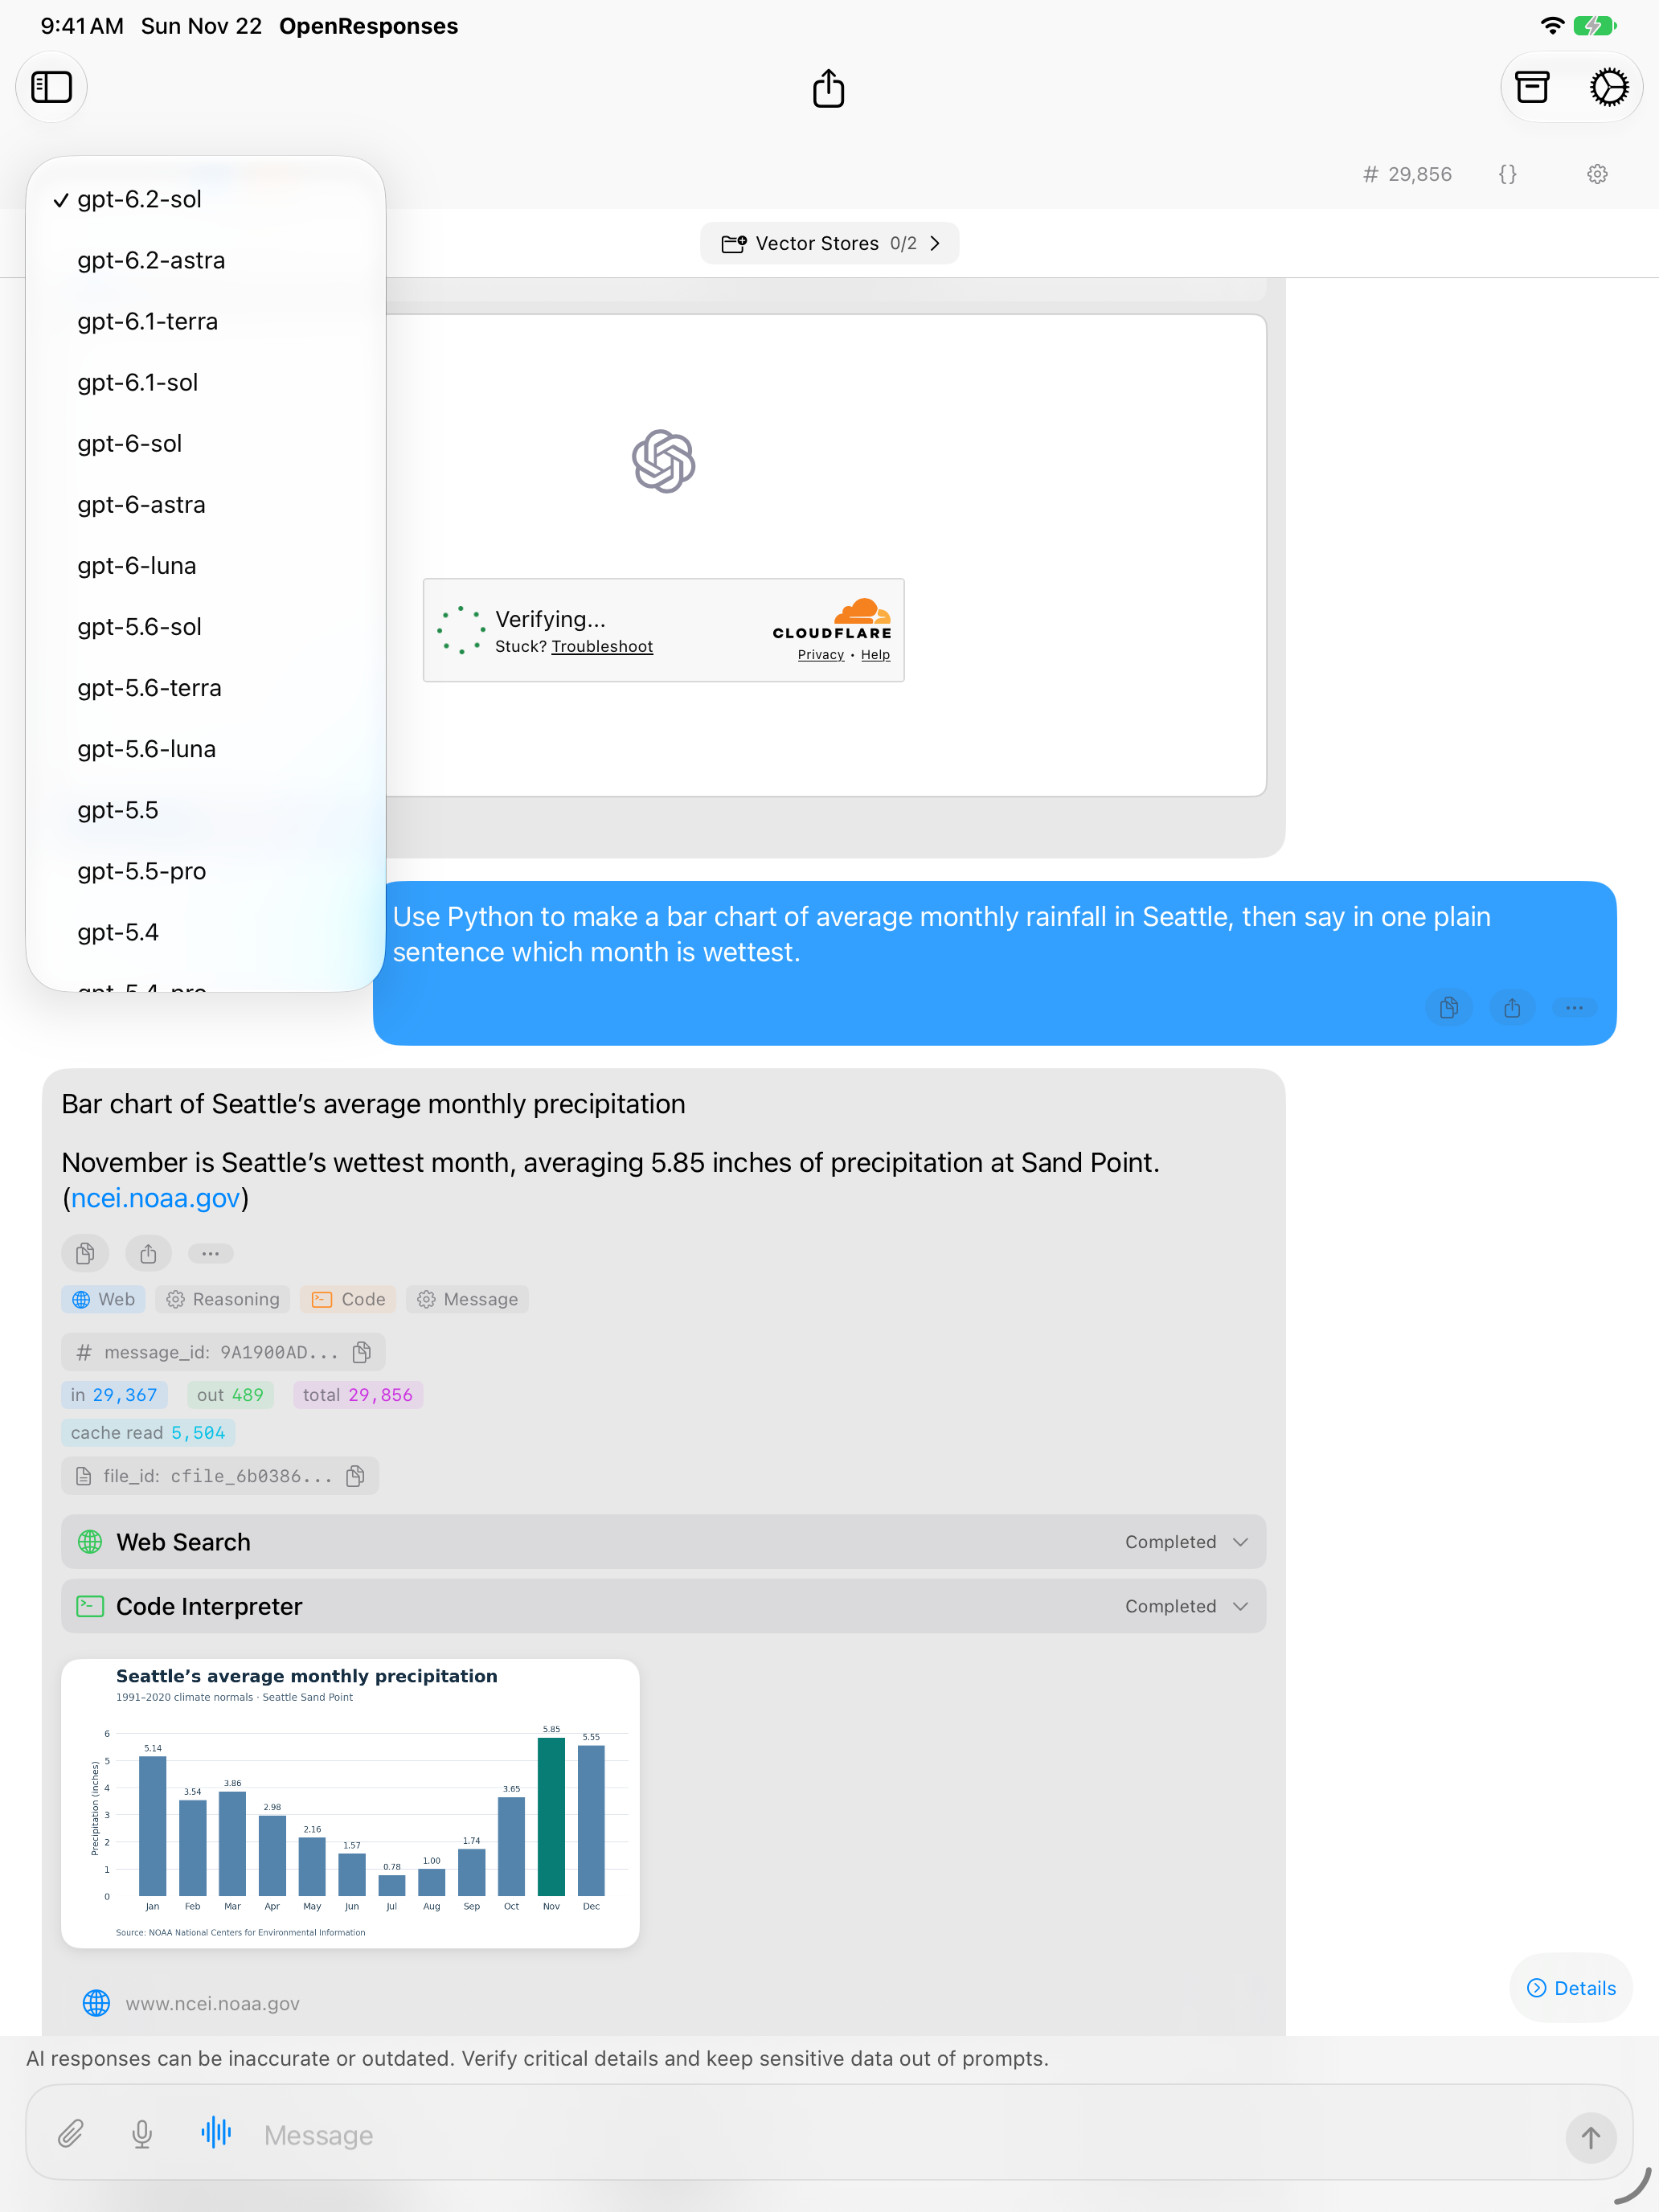 9:41 AM Sun Nov 22 OpenResponses
# 29,856 {}
Vector Stores 0/2
✓ gpt-6.2-sol
gpt-6.2-astra
gpt-6.1-terra
gpt-6.1-sol
gpt-6-sol
gpt-6-astra
gpt-6-luna
gpt-5.6-sol
gpt-5.6-terra
gpt-5.6-luna
gpt-5.5
gpt-5.5-pro
gpt-5.4
gpt-5.4-pro
Verifying...
Stuck? Troubleshoot
CLOUDFLARE
Privacy • Help
Use Python to make a bar chart of average monthly rainfall in Seattle, then say in one plain
sentence which month is wettest.
Bar chart of Seattle’s average monthly precipitation
November is Seattle’s wettest month, averaging 5.85 inches of precipitation at Sand Point.
(ncei.noaa.gov)
Web Reasoning Code Message
# message_id: 9A1900AD...
in 29,367 out 489 total 29,856
cache read 5,504
file_id: cfile_6b0386...
Web Search Completed
Code Interpreter Completed
Seattle’s average monthly precipitation
1991–2020 climate normals · Seattle Sand Point
Precipitation (inches)
6
5
4
3
2
1
0
5.14 3.54 3.86 2.98 2.16 1.57 0.78 1.00 1.74 3.65 5.85 5.55
Jan Feb Mar Apr May Jun Jul Aug Sep Oct Nov Dec
Source: NOAA National Centers for Environmental Information
www.ncei.noaa.gov
Details
AI responses can be inaccurate or outdated. Verify critical details and keep sensitive data out of prompts.
Message